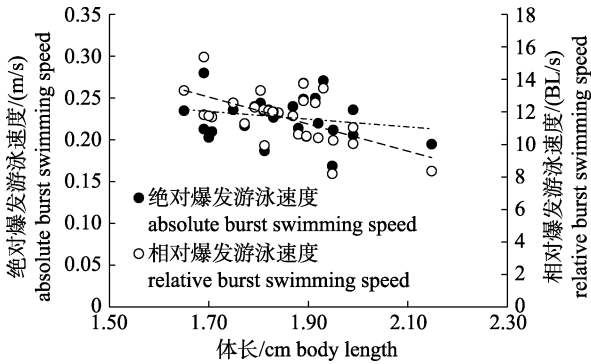 绝对爆发游泳速度/(m/s)
absolute burst swimming speed
0.35
0.30
0.25
0.20
0.15
0.10
0.05
0
绝对爆发游泳速度
absolute burst swimming speed
相对爆发游泳速度
relative burst swimming speed
18
16
14
12
10
8
6
4
2
0
相对爆发游泳速度/(BL/s)
relative burst swimming speed
1.50 1.70 1.90 2.10 2.30
体长/cm body length